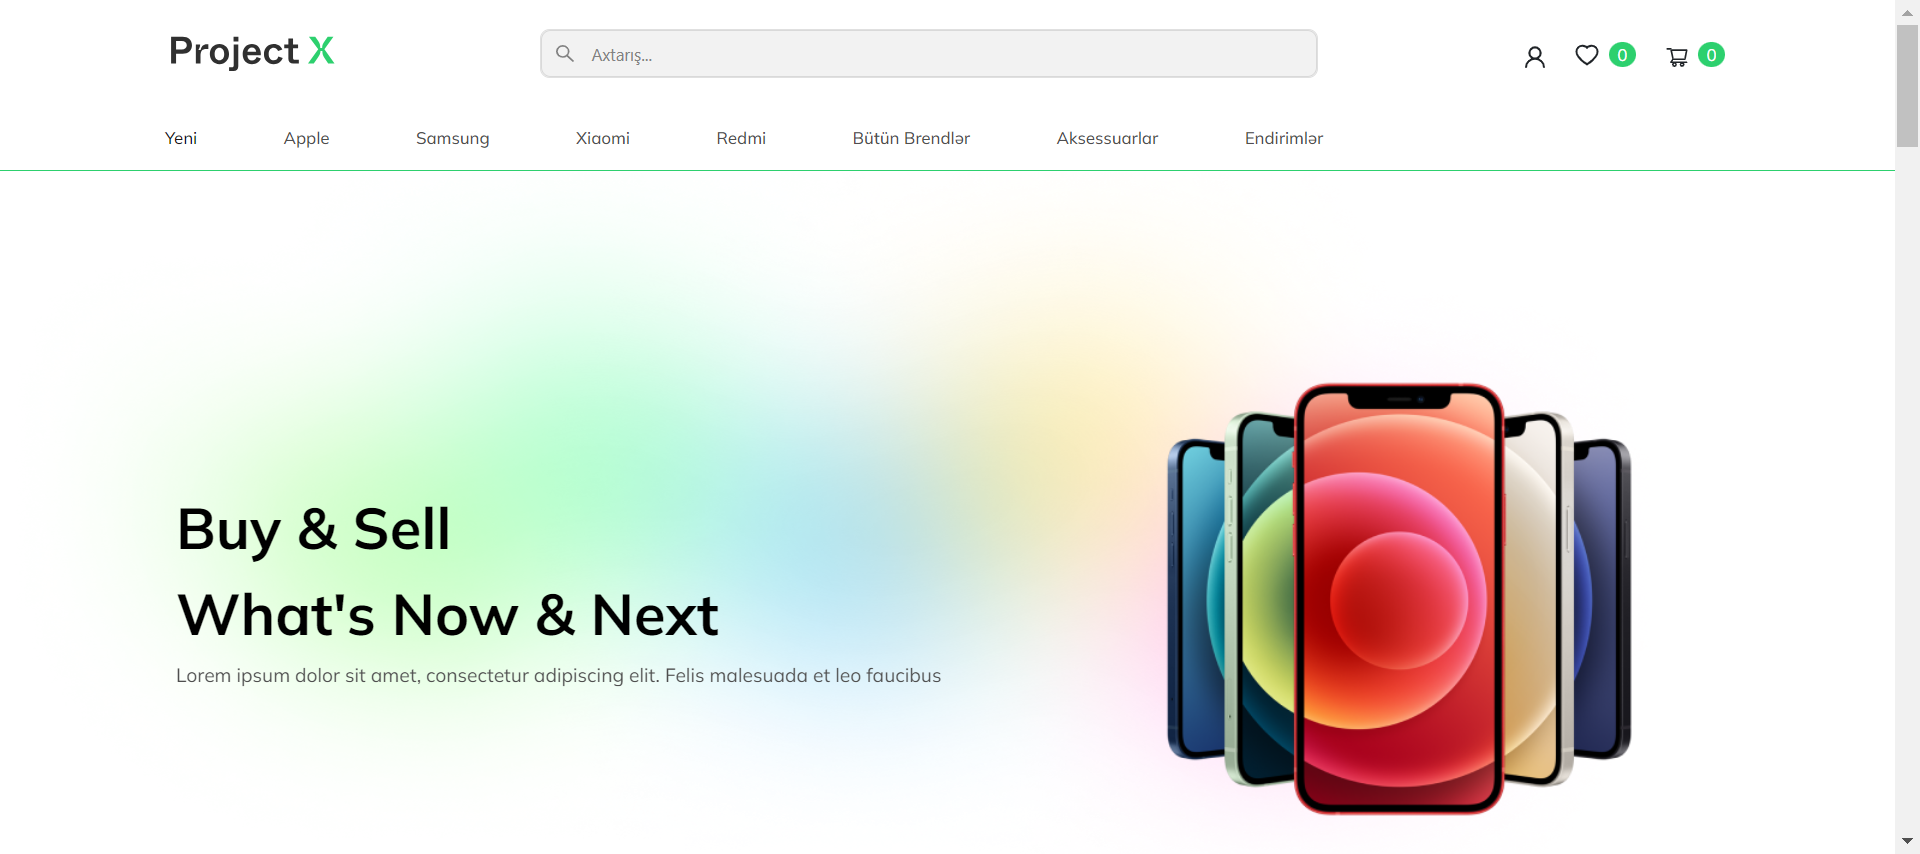 Project X
Axtarış...
0
0
Yeni Apple Samsung Xiaomi Redmi Bütün Brendlər Aksessuarlar Endirimlər
Buy & Sell
What's Now & Next
Lorem ipsum dolor sit amet, consectetur adipiscing elit. Felis malesuada et leo faucibus